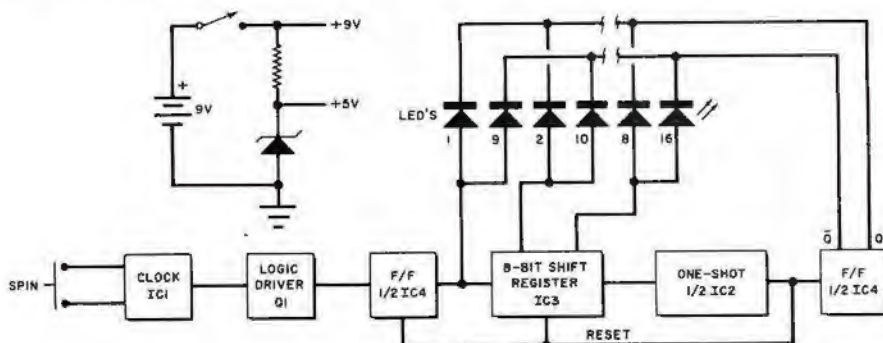 +9V
+5V
+
9V
LED'S
1
9
2
10
8
16
Q̅
Q
SPIN
CLOCK
IC1
LOGIC
DRIVER
Q1
F/F
1/2 IC4
8-BIT SHIFT
REGISTER
IC3
ONE-SHOT
1/2 IC2
F/F
1/2 IC4
RESET